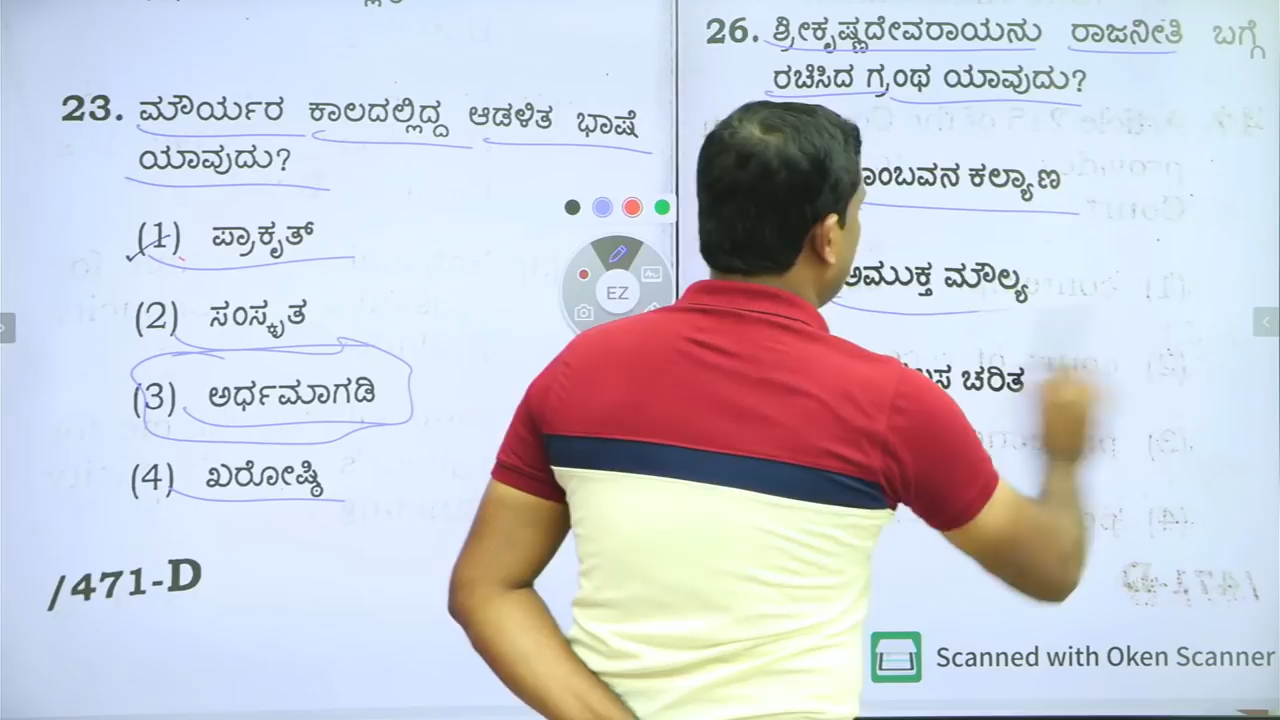 23. ಮೌರ್ಯರ ಕಾಲದಲ್ಲಿದ್ದ ಆಡಳಿತ ಭಾಷೆ
ಯಾವುದು?
(1) ಪ್ರಾಕೃತ್
(2) ಸಂಸ್ಕೃತ
(3) ಅರ್ಧಮಾಗಡಿ
(4) ಖರೋಷ್ಠಿ
/471-D
EZ
26. ಶ್ರೀಕೃಷ್ಣದೇವರಾಯನು ರಾಜನೀತಿ ಬಗ್ಗೆ
ರಚಿಸಿದ ಗ್ರಂಥ ಯಾವುದು?
ಕಲ್ಯಾಣ
ಅಮುಕ್ತ ಮೌಲ್ಯ
ಚರಿತ
Scanned with Oken Scanner